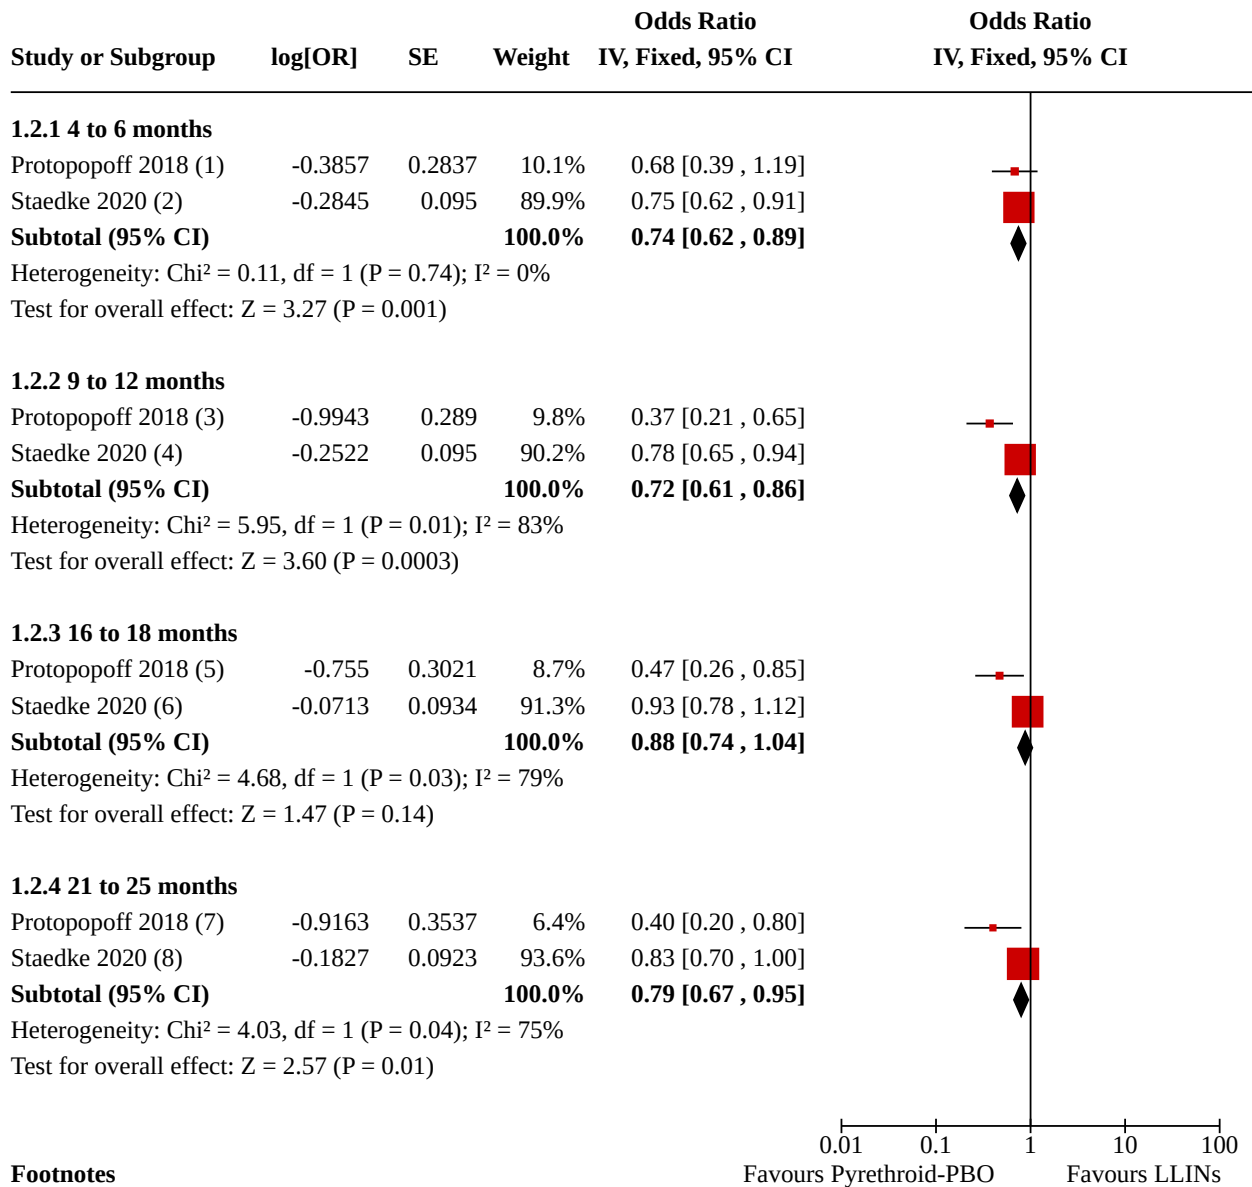 Odds Ratio Odds Ratio
Study or Subgroup log[OR] SE Weight IV, Fixed, 95% CI IV, Fixed, 95% CI
1.2.1 4 to 6 months
Protopopoff 2018 (1) -0.3857 0.2837 10.1% 0.68 [0.39 , 1.19]
Staedke 2020 (2) -0.2845 0.095 89.9% 0.75 [0.62 , 0.91]
Subtotal (95% CI) 100.0% 0.74 [0.62 , 0.89]
Heterogeneity: Chi² = 0.11, df = 1 (P = 0.74); I² = 0%
Test for overall effect: Z = 3.27 (P = 0.001)
1.2.2 9 to 12 months
Protopopoff 2018 (3) -0.9943 0.289 9.8% 0.37 [0.21 , 0.65]
Staedke 2020 (4) -0.2522 0.095 90.2% 0.78 [0.65 , 0.94]
Subtotal (95% CI) 100.0% 0.72 [0.61 , 0.86]
Heterogeneity: Chi² = 5.95, df = 1 (P = 0.01); I² = 83%
Test for overall effect: Z = 3.60 (P = 0.0003)
1.2.3 16 to 18 months
Protopopoff 2018 (5) -0.755 0.3021 8.7% 0.47 [0.26 , 0.85]
Staedke 2020 (6) -0.0713 0.0934 91.3% 0.93 [0.78 , 1.12]
Subtotal (95% CI) 100.0% 0.88 [0.74 , 1.04]
Heterogeneity: Chi² = 4.68, df = 1 (P = 0.03); I² = 79%
Test for overall effect: Z = 1.47 (P = 0.14)
1.2.4 21 to 25 months
Protopopoff 2018 (7) -0.9163 0.3537 6.4% 0.40 [0.20 , 0.80]
Staedke 2020 (8) -0.1827 0.0923 93.6% 0.83 [0.70 , 1.00]
Subtotal (95% CI) 100.0% 0.79 [0.67 , 0.95]
Heterogeneity: Chi² = 4.03, df = 1 (P = 0.04); I² = 75%
Test for overall effect: Z = 2.57 (P = 0.01)
0.01 0.1 1 10 100
Footnotes Favours Pyrethroid-PBO Favours LLINs